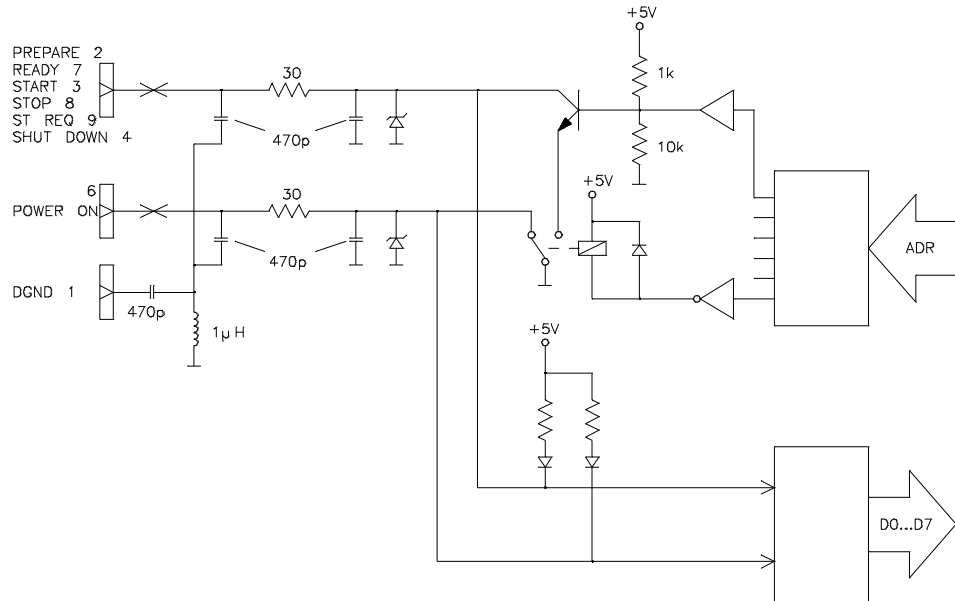 PREPARE 2
READY 7
START 3
STOP 8
ST REQ 9
SHUT DOWN 4
30
470p
+5V
1k
10k
6
POWER ON
30
470p
+5V
ADR
DGND 1
470p
1µH
+5V
D0...D7